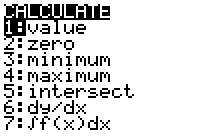 CALCULATE
1:value
2:zero
3:minimum
4:maximum
5:intersect
6:dy/dx
7:∫f(x)dx